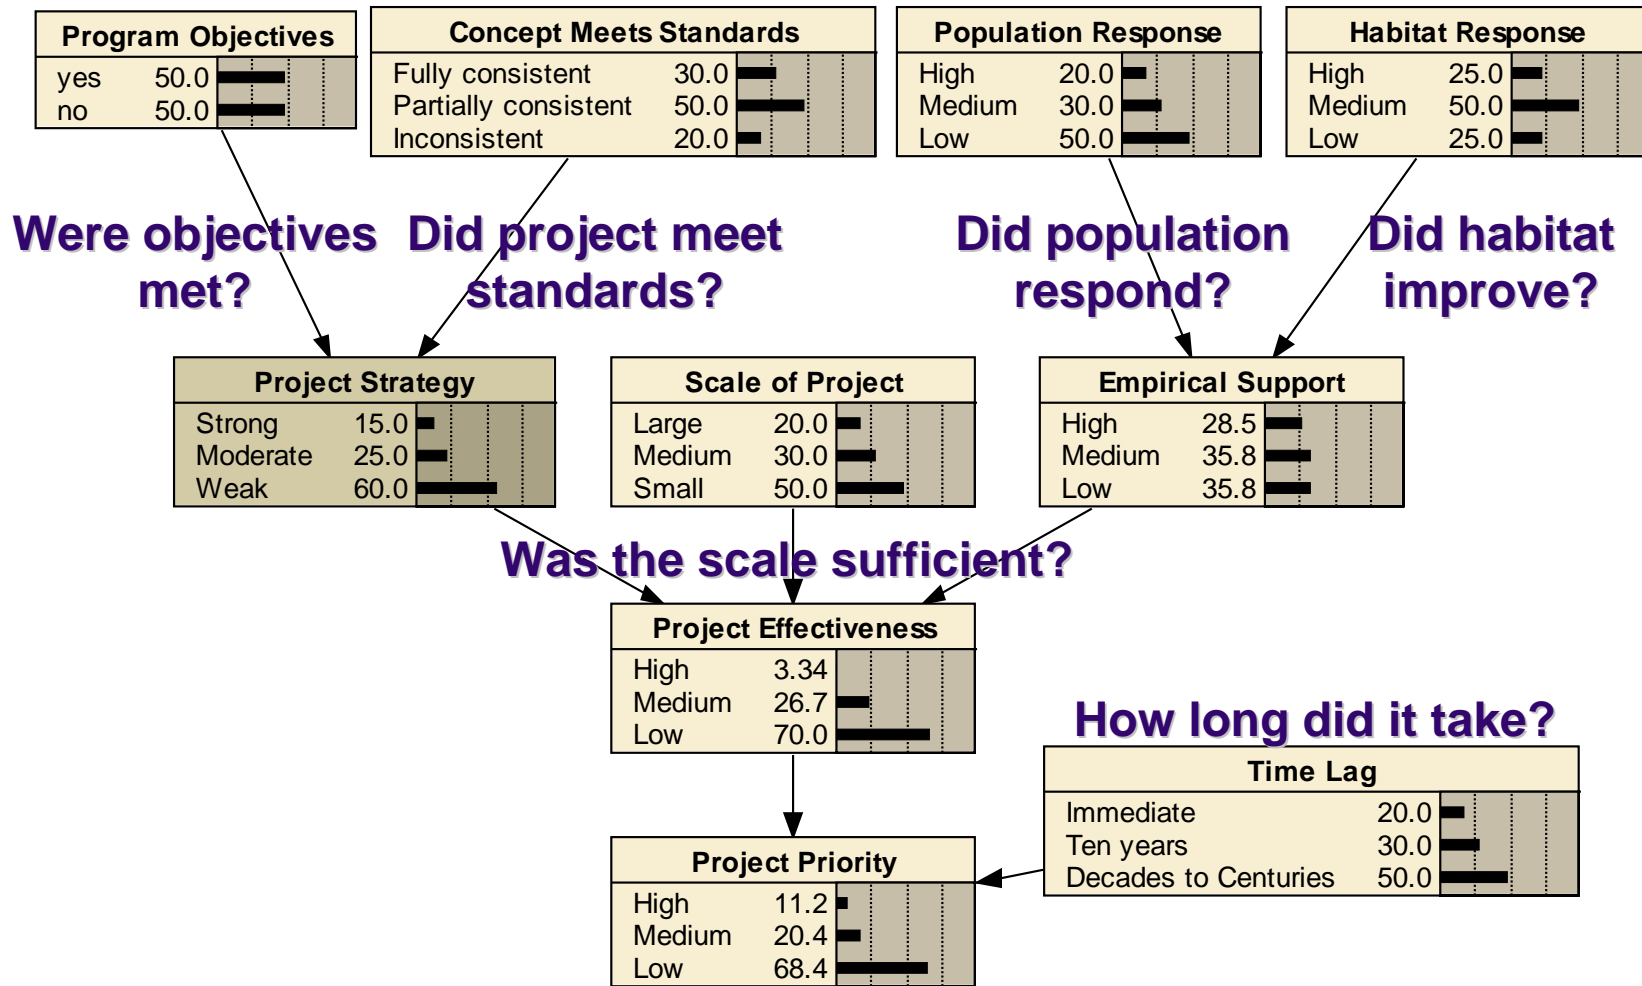 Program Objectives
yes 50.0
no 50.0
Concept Meets Standards
Fully consistent 30.0
Partially consistent 50.0
Inconsistent 20.0
Population Response
High 20.0
Medium 30.0
Low 50.0
Habitat Response
High 25.0
Medium 50.0
Low 25.0
Were objectives
met?
Did project meet
standards?
Did population
respond?
Did habitat
improve?
Project Strategy
Strong 15.0
Moderate 25.0
Weak 60.0
Scale of Project
Large 20.0
Medium 30.0
Small 50.0
Empirical Support
High 28.5
Medium 35.8
Low 35.8
Was the scale sufficient?
Project Effectiveness
High 3.34
Medium 26.7
Low 70.0
How long did it take?
Time Lag
Immediate 20.0
Ten years 30.0
Decades to Centuries 50.0
Project Priority
High 11.2
Medium 20.4
Low 68.4